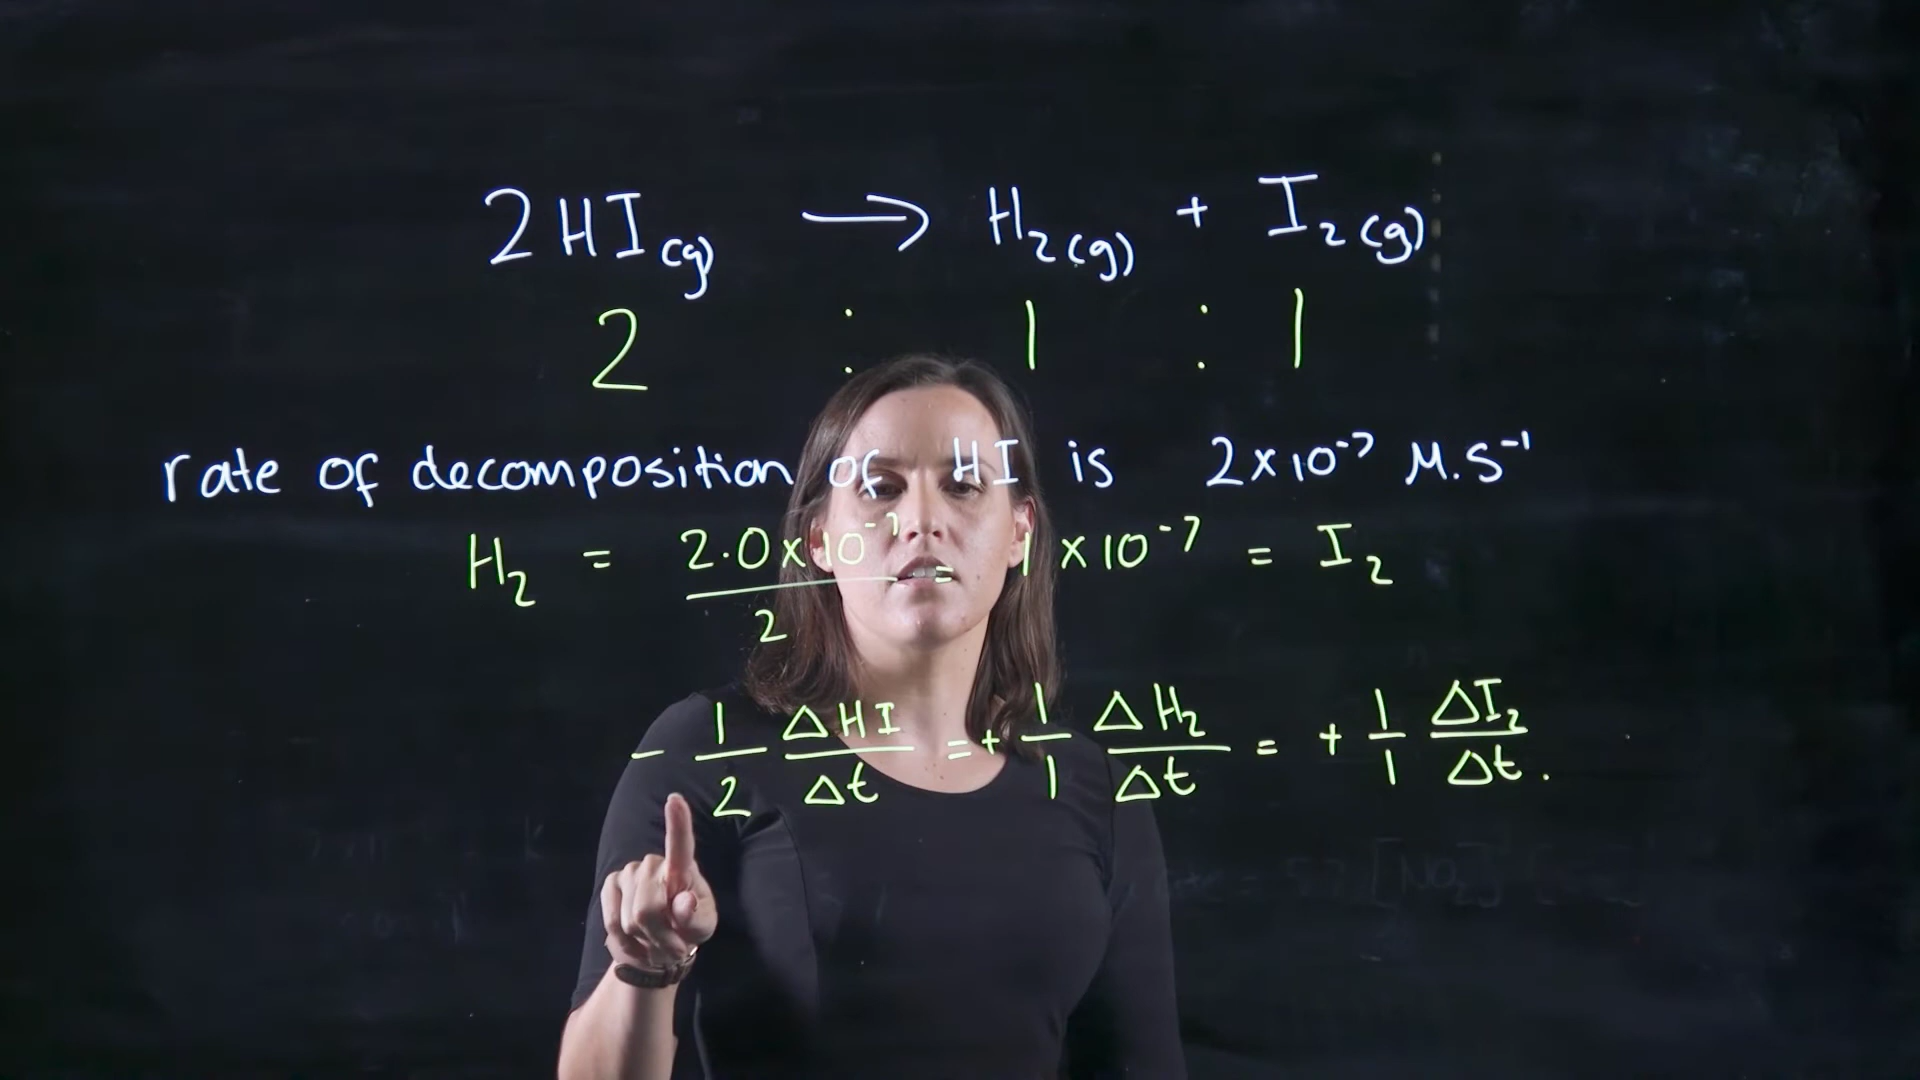 2HI(g) → H₂(g) + I₂(g)
2 : 1 : 1
rate of decomposition of HI is 2×10⁻⁷ M.s⁻¹
H₂ = 2.0×10⁻⁷/2 = 1×10⁻⁷ = I₂
- 1/2 ΔHI/Δt = + 1/1 ΔH₂/Δt = + 1/1 ΔI₂/Δt.
[NO₂]